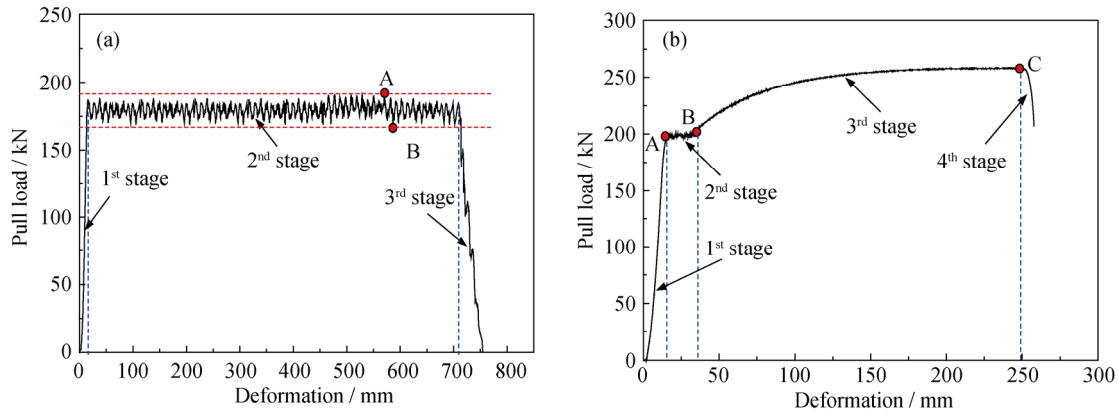 (a)
250
200
150
100
50
0
Pull load / kN
A
B
1st stage
2nd stage
3rd stage
0 100 200 300 400 500 600 700 800
Deformation / mm
(b)
350
300
250
200
150
100
50
0
Pull load / kN
A
B
C
1st stage
2nd stage
3rd stage
4th stage
0 50 100 150 200 250 300
Deformation / mm